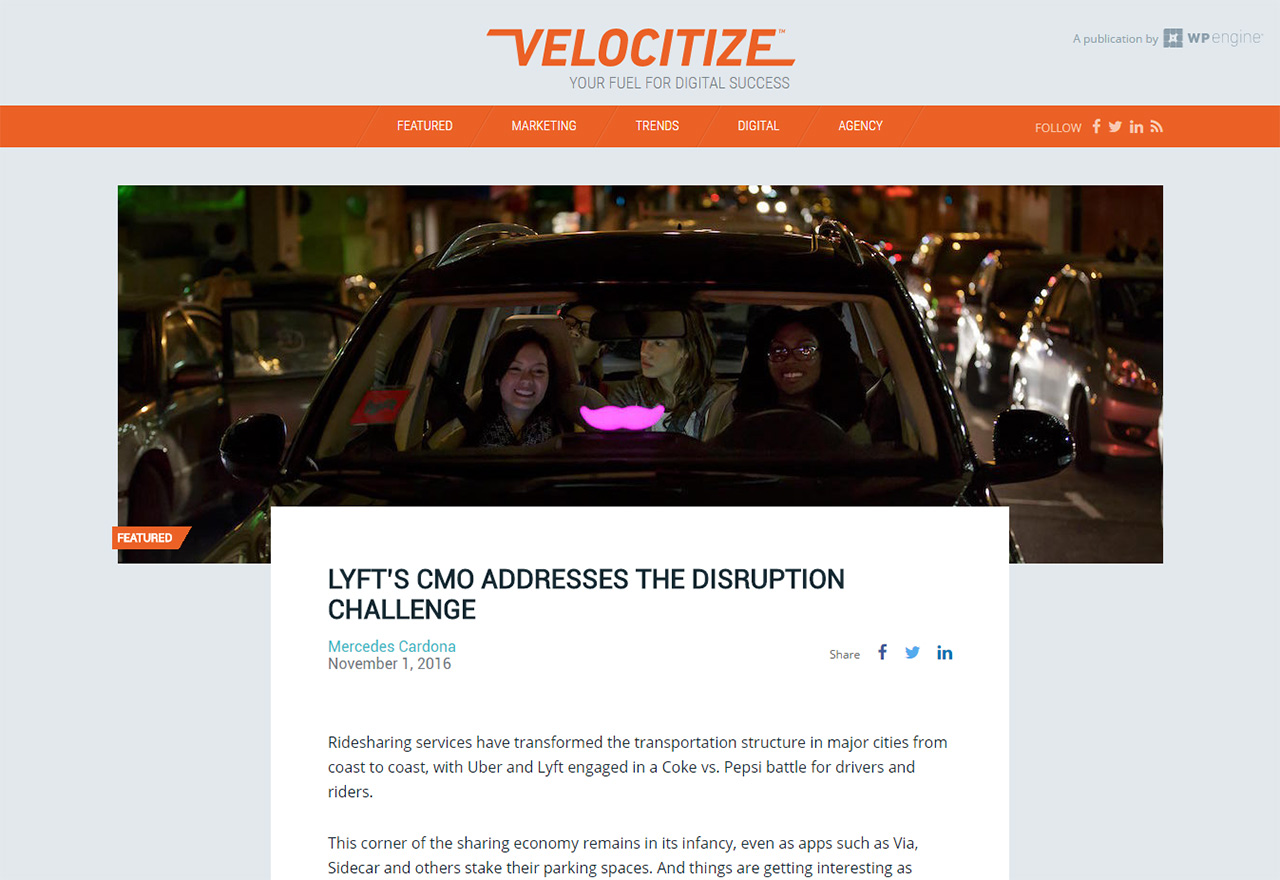 VELOCITIZE™
YOUR FUEL FOR DIGITAL SUCCESS
A publication by WPengine
FEATURED MARKETING TRENDS DIGITAL AGENCY FOLLOW
FEATURED
LYFT'S CMO ADDRESSES THE DISRUPTION
CHALLENGE
Mercedes Cardona
November 1, 2016
Share
Ridesharing services have transformed the transportation structure in major cities from
coast to coast, with Uber and Lyft engaged in a Coke vs. Pepsi battle for drivers and
riders.
This corner of the sharing economy remains in its infancy, even as apps such as Via,
Sidecar and others stake their parking spaces. And things are getting interesting as